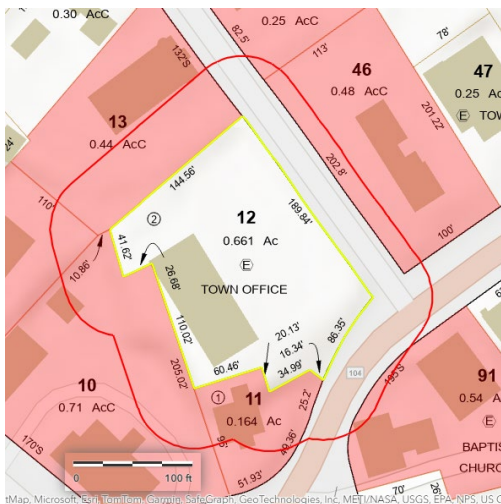 0.30 AcC
82.5'
0.25 AcC
78'
132'S
113'
46
0.48 AcC
47
0.25 Ac
E TOW
201.22'
24'
13
0.44 AcC
202.8'
144.56'
110'
2
12
0.661 Ac
E
TOWN OFFICE
189.84'
100'
41.62'
10.86'
26.68'
20.13'
16.34'
34.99'
86.35'
110.02'
205.02'
60.46'
104
195'S
10
0.71 AcC
1
11
0.164 Ac
25.2'
49.36'
91
0.54 A
E
BAPTIS
CHURC
170'S
51.93'
70'
26'
0 100 ft
tMap, Microsoft, Esri, TomTom, Garmin, SafeGraph, GeoTechnologies, Inc, METI/NASA, USGS, EPA, NPS, US C